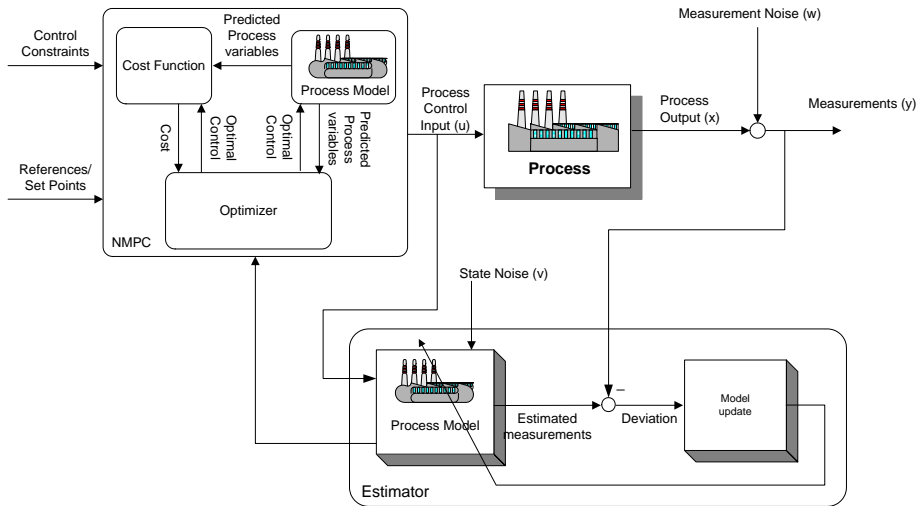 Control
Constraints
References/
Set Points
Predicted
Process
variables
Cost Function
Process Model
Cost
Optimal
Control
Optimal
Control
Predicted
Process
variables
Optimizer
NMPC
Process
Control
Input (u)
Process
Process
Output (x)
Measurement Noise (w)
Measurements (y)
State Noise (v)
Process Model
Estimated
measurements
–
Deviation
Model
update
Estimator